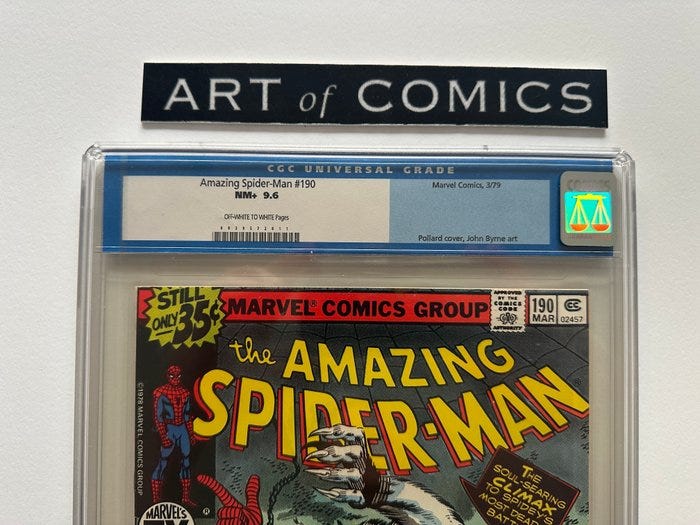 ART of COMICS
CGC UNIVERSAL GRADE
Amazing Spider-Man #190
NM+ 9.6
OFF-WHITE TO WHITE Pages
Marvel Comics, 3/79
Pollard cover, John Byrne art
STILL
ONLY 35¢
MARVEL® COMICS GROUP
APPROVED
BY THE
COMICS
CODE
AUTHORITY
190
MAR
CC
02457
©1978 MARVEL COMICS GROUP
the AMAZING
SPIDER-MAN
®
THE
SOUL-SEARING
CLIMAX
TO SPIDEY'S
MOST DEADLY
MARVEL'S